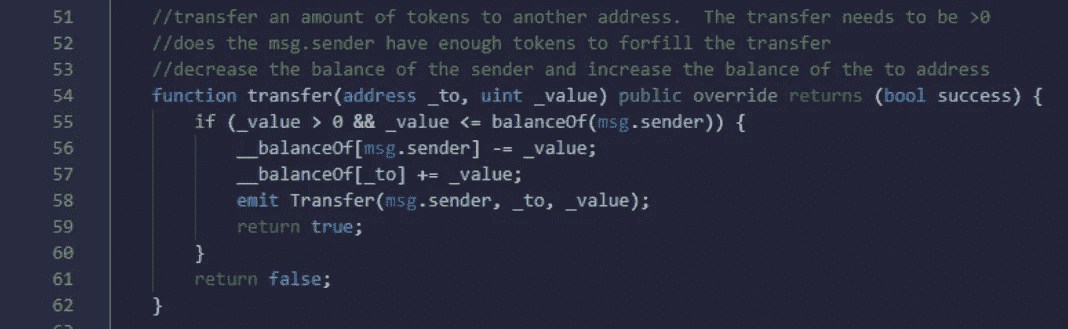 51 //transfer an amount of tokens to another address.  The transfer needs to be >0
52 //does the msg.sender have enough tokens to forfill the transfer
53 //decrease the balance of the sender and increase the balance of the to address
54 function transfer(address _to, uint _value) public override returns (bool success) {
55     if (_value > 0 && _value <= balanceOf(msg.sender)) {
56         __balanceOf[msg.sender] -= _value;
57         __balanceOf[_to] += _value;
58         emit Transfer(msg.sender, _to, _value);
59         return true;
60     }
61     return false;
62 }